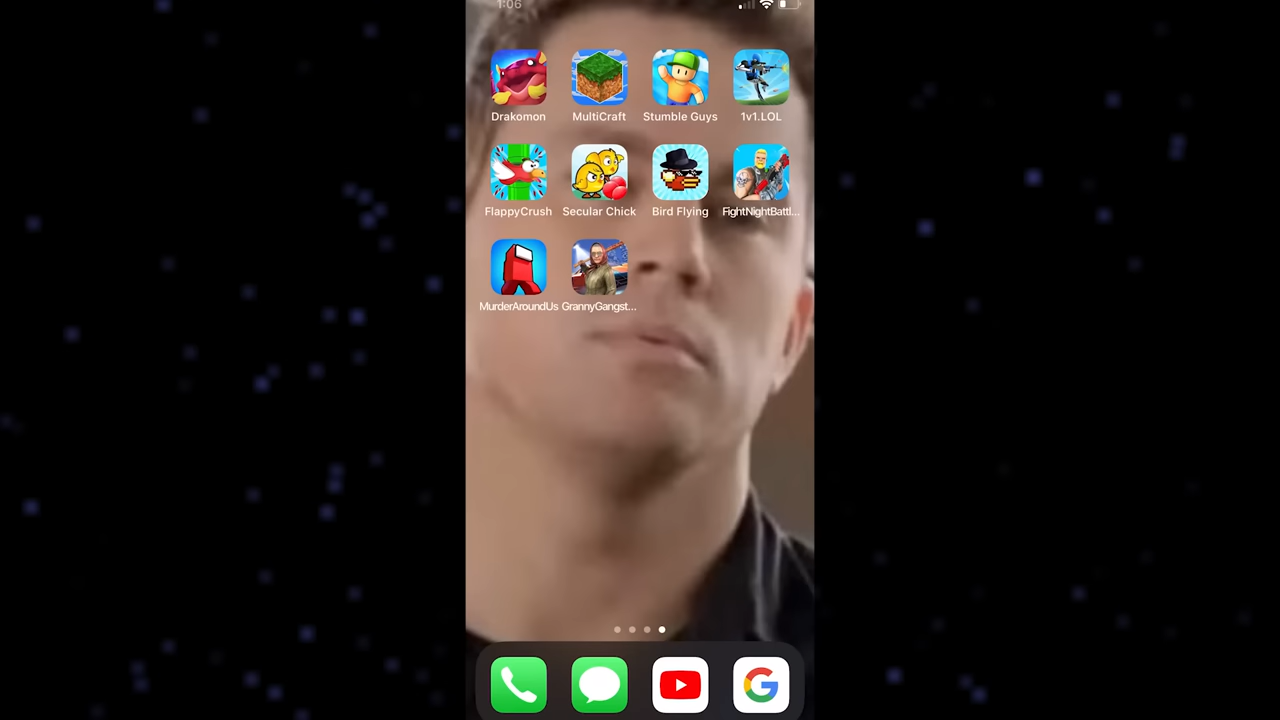 1:06
Drakomon MultiCraft Stumble Guys 1v1.LOL
FlappyCrush Secular Chick Bird Flying FightNightBattl...
MurderAroundUs GrannyGangst...